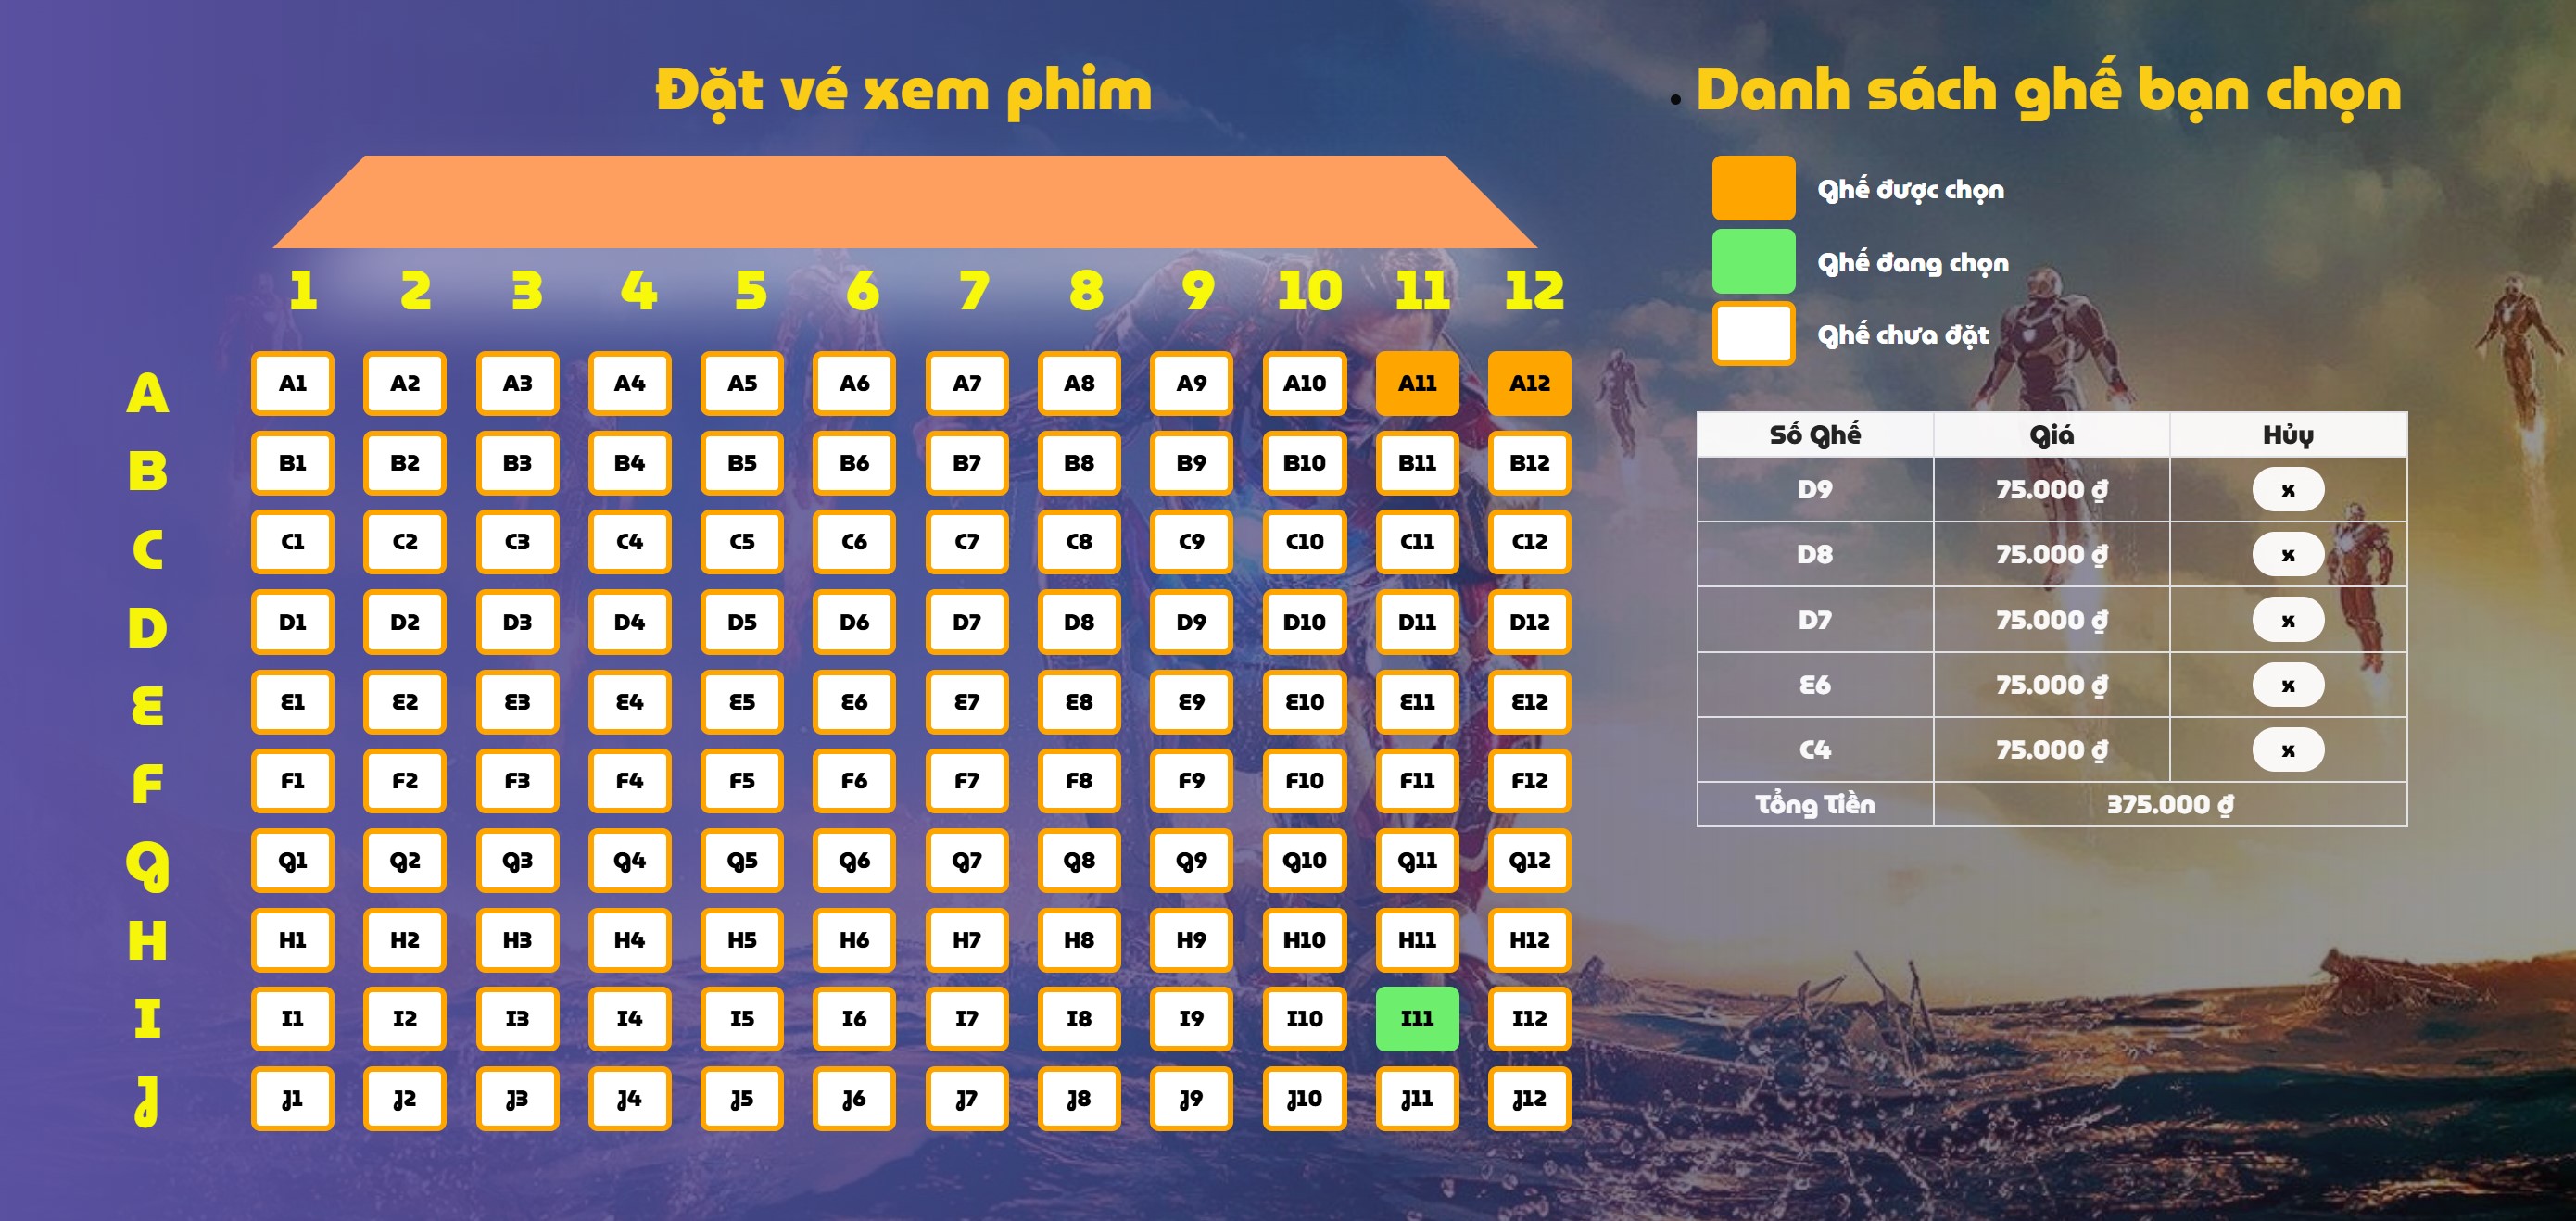 Đặt vé xem phim
1 2 3 4 5 6 7 8 9 10 11 12
A A1 A2 A3 A4 A5 A6 A7 A8 A9 A10 A11 A12
B B1 B2 B3 B4 B5 B6 B7 B8 B9 B10 B11 B12
C C1 C2 C3 C4 C5 C6 C7 C8 C9 C10 C11 C12
D D1 D2 D3 D4 D5 D6 D7 D8 D9 D10 D11 D12
E E1 E2 E3 E4 E5 E6 E7 E8 E9 E10 E11 E12
F F1 F2 F3 F4 F5 F6 F7 F8 F9 F10 F11 F12
G G1 G2 G3 G4 G5 G6 G7 G8 G9 G10 G11 G12
H H1 H2 H3 H4 H5 H6 H7 H8 H9 H10 H11 H12
I I1 I2 I3 I4 I5 I6 I7 I8 I9 I10 I11 I12
J J1 J2 J3 J4 J5 J6 J7 J8 J9 J10 J11 J12
• Danh sách ghế bạn chọn
Ghế được chọn
Ghế đang chọn
Ghế chưa đặt
Số Ghế Giá Hủy
D9 75.000 ₫ x
D8 75.000 ₫ x
D7 75.000 ₫ x
E6 75.000 ₫ x
C4 75.000 ₫ x
Tổng Tiền 375.000 ₫